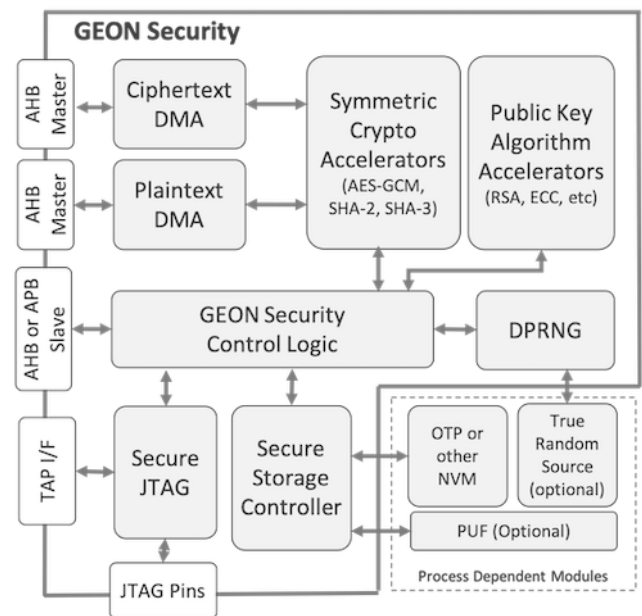 GEON Security
AHB
Master
Ciphertext
DMA
Symmetric
Crypto
Accelerators
(AES-GCM,
SHA-2, SHA-3)
Public Key
Algorithm
Accelerators
(RSA, ECC, etc)
AHB
Master
Plaintext
DMA
AHB or APB
Slave
GEON Security
Control Logic
DPRNG
TAP I/F
Secure
JTAG
Secure
Storage
Controller
OTP or
other
NVM
True
Random
Source
(optional)
PUF (Optional)
Process Dependent Modules
JTAG Pins